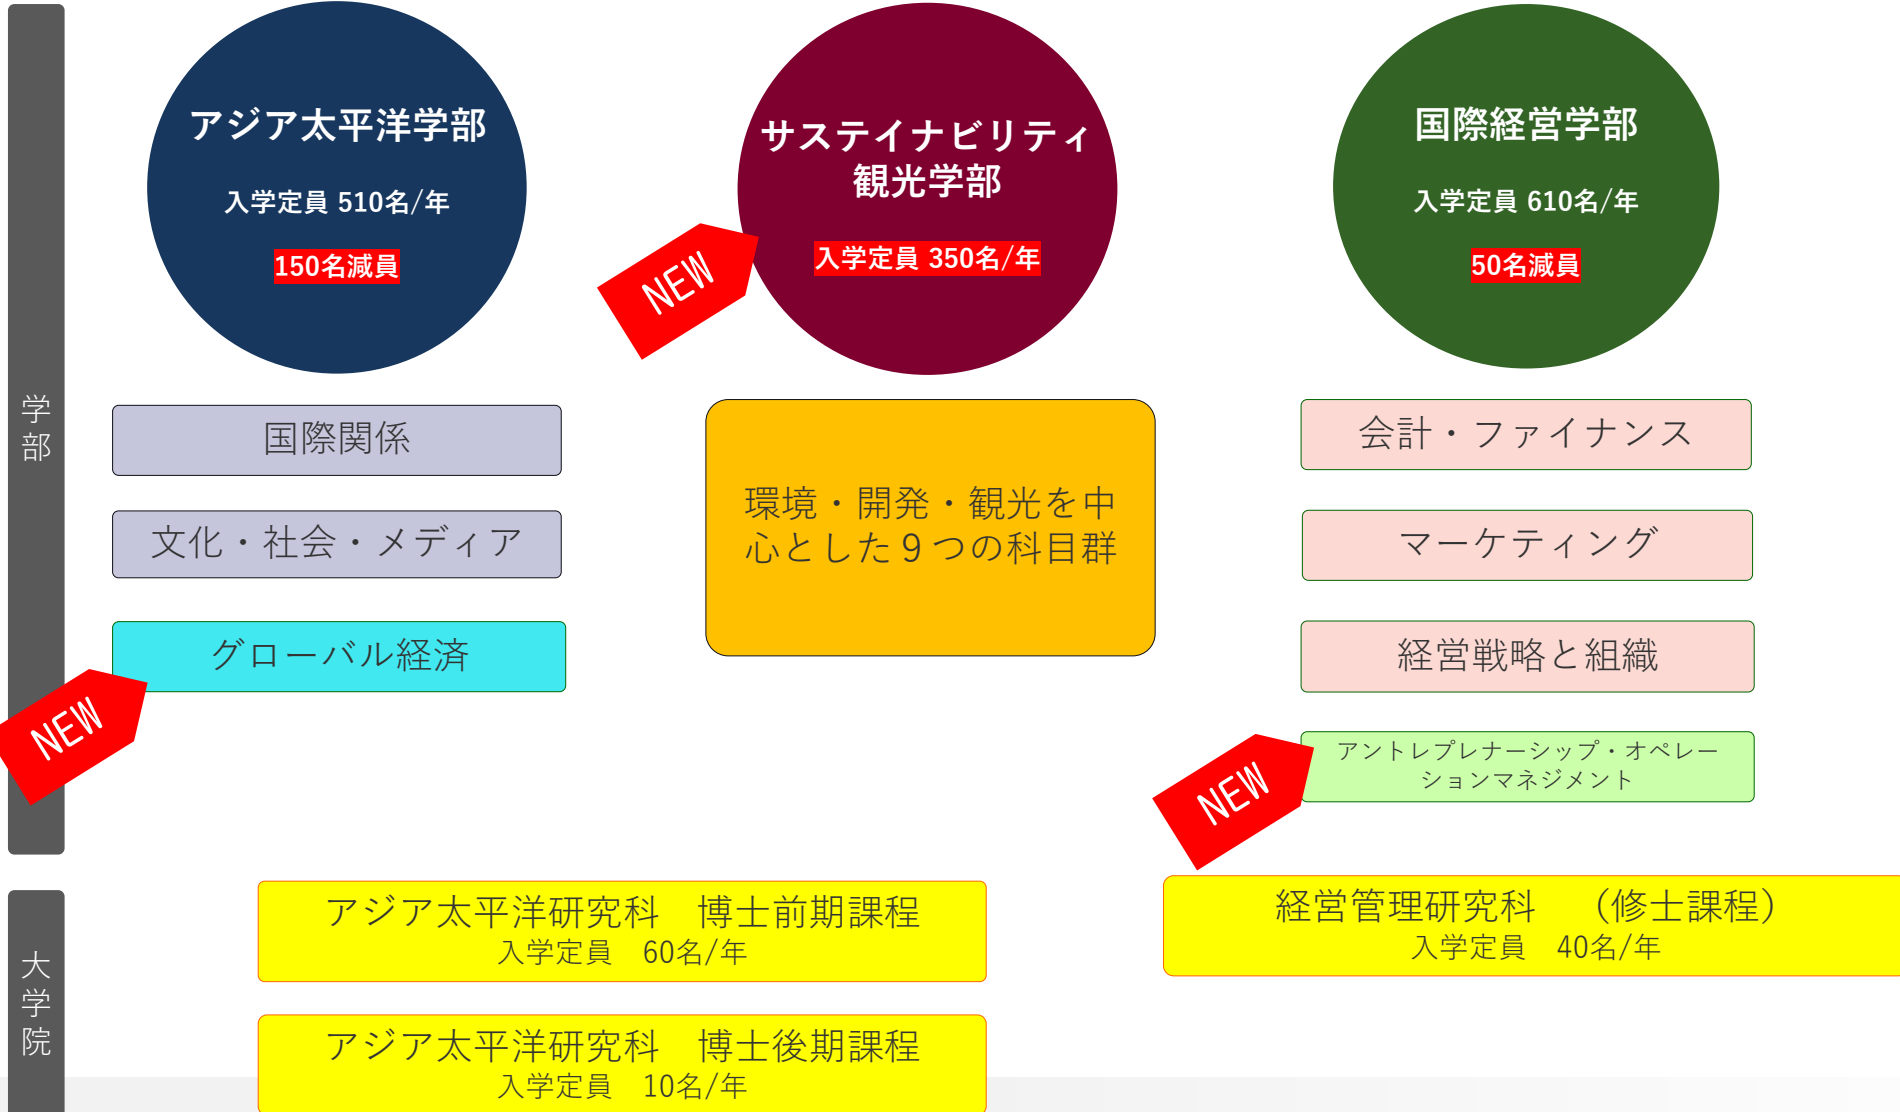 学部
アジア太平洋学部
入学定員 510名/年
150名減員
NEW
サステイナビリティ
観光学部
入学定員 350名/年
国際経営学部
入学定員 610名/年
50名減員
国際関係
文化・社会・メディア
グローバル経済
NEW
環境・開発・観光を中
心とした９つの科目群
会計・ファイナンス
マーケティング
経営戦略と組織
NEW
アントレプレナーシップ・オペレー
ションマネジメント
大学院
アジア太平洋研究科　博士前期課程
入学定員　60名/年
アジア太平洋研究科　博士後期課程
入学定員　10名/年
経営管理研究科　（修士課程）
入学定員　40名/年